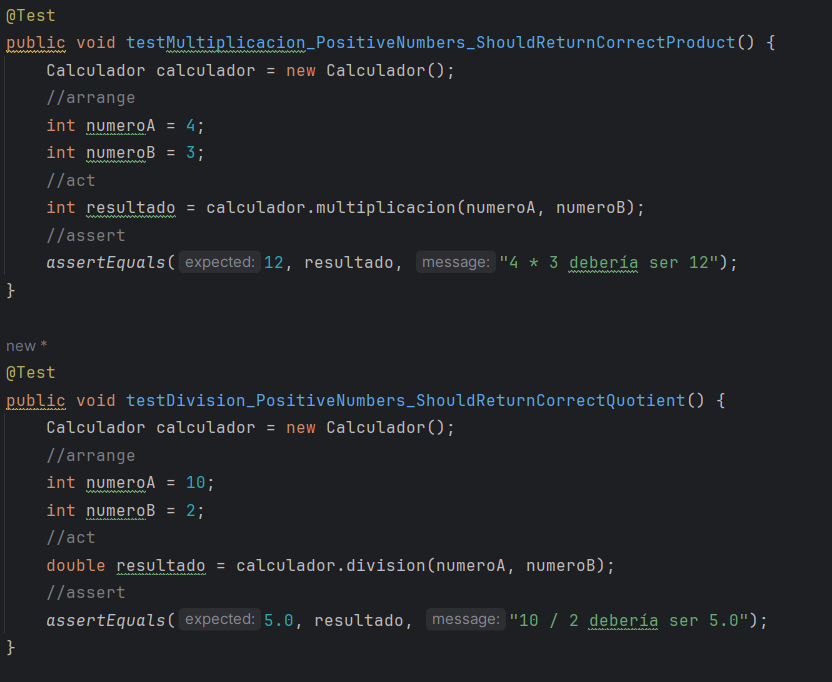 @Test
public void testMultiplicacion_PositiveNumbers_ShouldReturnCorrectProduct() {
    Calculador calculador = new Calculador();
    //arrange
    int numeroA = 4;
    int numeroB = 3;
    //act
    int resultado = calculador.multiplicacion(numeroA, numeroB);
    //assert
    assertEquals( expected: 12, resultado, message: "4 * 3 debería ser 12");
}
new *
@Test
public void testDivision_PositiveNumbers_ShouldReturnCorrectQuotient() {
    Calculador calculador = new Calculador();
    //arrange
    int numeroA = 10;
    int numeroB = 2;
    //act
    double resultado = calculador.division(numeroA, numeroB);
    //assert
    assertEquals( expected: 5.0, resultado, message: "10 / 2 debería ser 5.0");
}